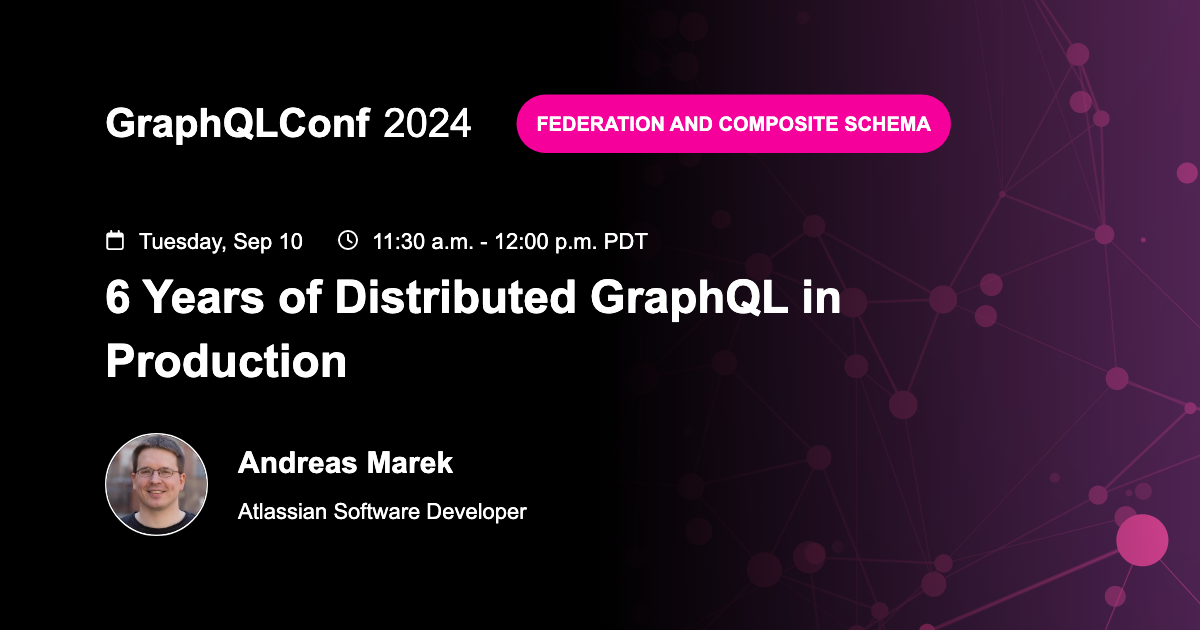 GraphQLConf 2024
FEDERATION AND COMPOSITE SCHEMA
Tuesday, Sep 10
11:30 a.m. - 12:00 p.m. PDT
6 Years of Distributed GraphQL in
Production
Andreas Marek
Atlassian Software Developer